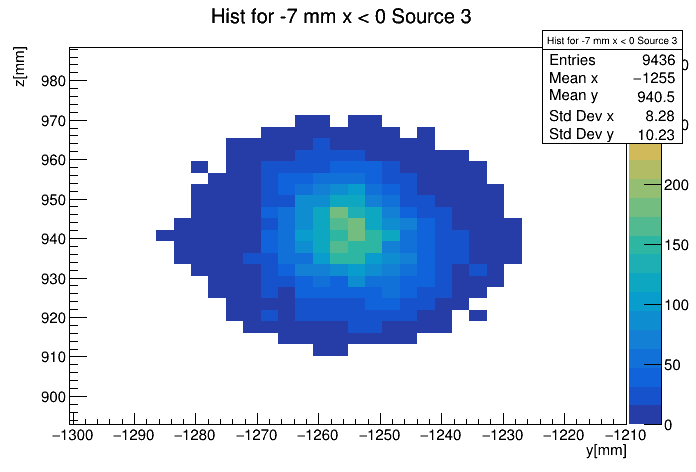 Hist for -7 mm x < 0 Source 3
z[mm]
Hist for -7 mm x < 0 Source 3
Entries 9436
Mean x −1255
Mean y 940.5
Std Dev x 8.28
Std Dev y 10.23
980
970
960
950
940
930
920
910
900
0
0
200
150
100
50
0
−1300 −1290 −1280 −1270 −1260 −1250 −1240 −1230 −1220 −1210
y[mm]